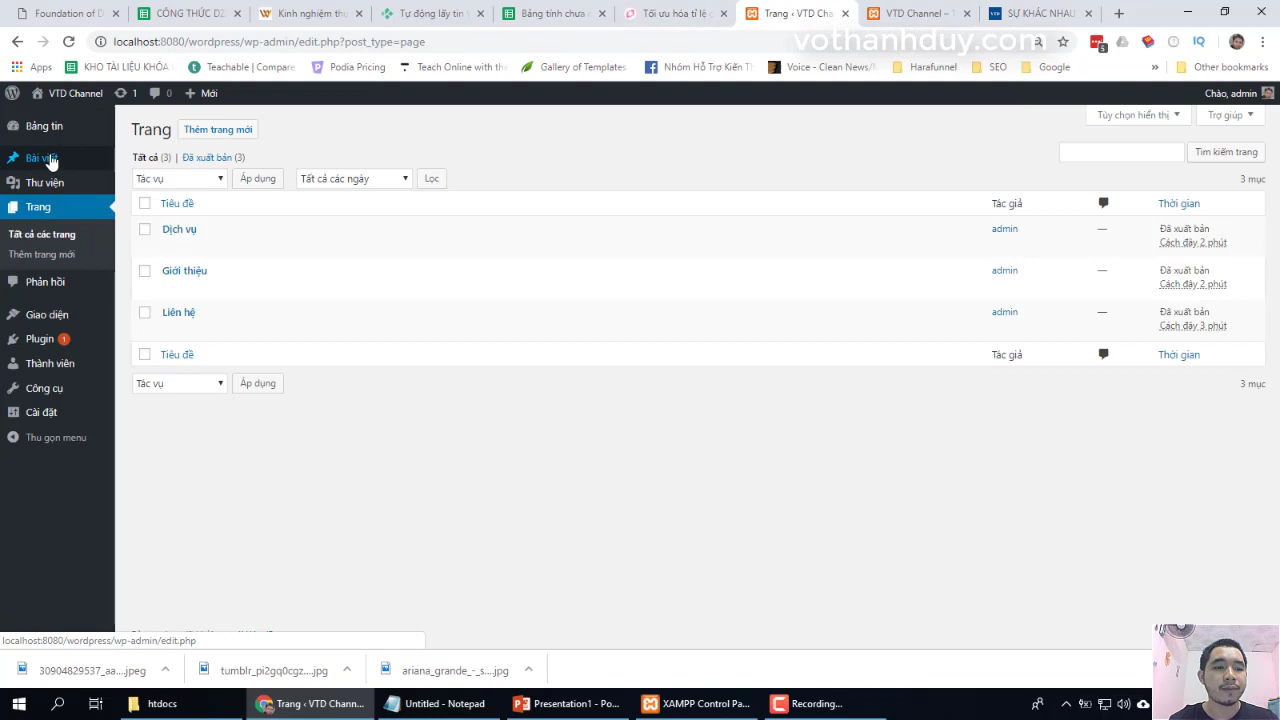 Foundation of D
CÔNG THỨC DZ
Kinh nghiệm thu
Tự động lấy tin V
Bảng tính chưa c
Tối ưu hóa tỉ lệ c
Trang ‹ VTD Cha
VTD Channel – T
SỰ KHÁC NHAU
localhost:8080/wordpress/wp-admin/edit.php?post_type=page
vothanhduy.com
Apps
KHO TÀI LIỆU KHÓA
Teachable | Compare
Podia Pricing
Teach Online with the
Gallery of Templates
Nhóm Hỗ Trợ Kiến Th
Voice - Clean News/M
Harafunnel
SEO
Google
»
Other bookmarks
VTD Channel
1
0
+ Mới
Chào, admin
Bảng tin
Bài viết
Thư viện
Trang
Tất cả các trang
Thêm trang mới
Phản hồi
Giao diện
Plugin 1
Thành viên
Công cụ
Cài đặt
Thu gọn menu
Tùy chọn hiển thị
Trợ giúp
Trang
Thêm trang mới
Tất cả (3) | Đã xuất bản (3)
Tìm kiếm trang
Tác vụ
Áp dụng
Tất cả các ngày
Lọc
3 mục
Tiêu đề
Tác giả
Thời gian
Dịch vụ
admin
—
Đã xuất bản
Cách đây 2 phút
Giới thiệu
admin
—
Đã xuất bản
Cách đây 2 phút
Liên hệ
admin
—
Đã xuất bản
Cách đây 3 phút
Tiêu đề
Tác giả
Thời gian
Tác vụ
Áp dụng
3 mục
localhost:8080/wordpress/wp-admin/edit.php
30904829537_aa....jpeg
tumblr_pi2gq0cgz....jpg
ariana_grande_-_s....jpg
htdocs
Trang ‹ VTD Chann...
Untitled - Notepad
Presentation1 - Po...
XAMPP Control Pa...
Recording...